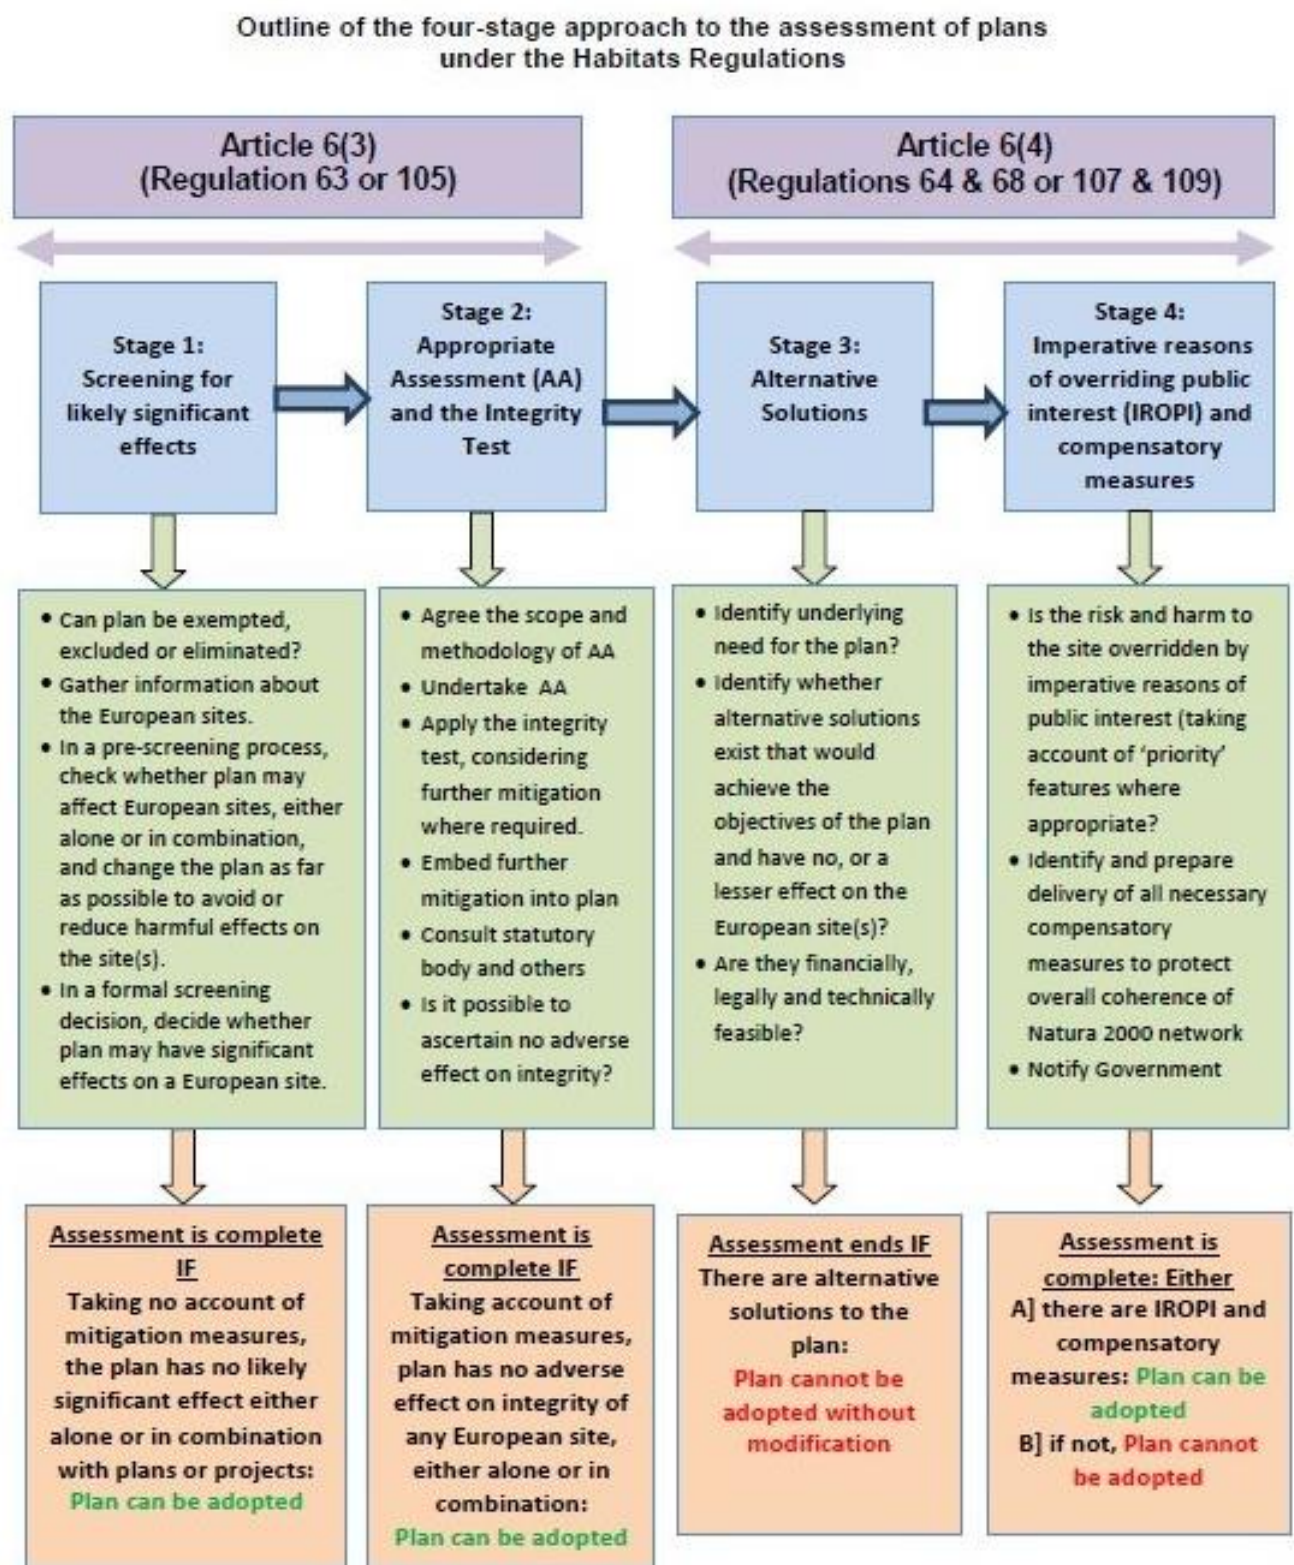 Outline of the four-stage approach to the assessment of plans
under the Habitats Regulations
Article 6(3)
(Regulation 63 or 105)
Article 6(4)
(Regulations 64 & 68 or 107 & 109)
Stage 1:
Screening for
likely significant
effects
Stage 2:
Appropriate
Assessment (AA)
and the Integrity
Test
Stage 3:
Alternative
Solutions
Stage 4:
Imperative reasons
of overriding public
interest (IROPI) and
compensatory
measures
• Can plan be exempted,
excluded or eliminated?
• Gather information about
the European sites.
• In a pre-screening process,
check whether plan may
affect European sites, either
alone or in combination,
and change the plan as far
as possible to avoid or
reduce harmful effects on
the site(s).
• In a formal screening
decision, decide whether
plan may have significant
effects on a European site.
• Agree the scope and
methodology of AA
• Undertake AA
• Apply the integrity
test, considering
further mitigation
where required.
• Embed further
mitigation into plan
• Consult statutory
body and others
• Is it possible to
ascertain no adverse
effect on integrity?
• Identify underlying
need for the plan?
• Identify whether
alternative solutions
exist that would
achieve the
objectives of the plan
and have no, or a
lesser effect on the
European site(s)?
• Are they financially,
legally and technically
feasible?
• Is the risk and harm to
the site overridden by
imperative reasons of
public interest (taking
account of ‘priority’
features where
appropriate?
• Identify and prepare
delivery of all necessary
compensatory
measures to protect
overall coherence of
Natura 2000 network
• Notify Government
Assessment is complete
IF
Taking no account of
mitigation measures,
the plan has no likely
significant effect either
alone or in combination
with plans or projects:
Plan can be adopted
Assessment is
complete IF
Taking account of
mitigation measures,
plan has no adverse
effect on integrity of
any European site,
either alone or in
combination:
Plan can be adopted
Assessment ends IF
There are alternative
solutions to the
plan:
Plan cannot be
adopted without
modification
Assessment is
complete: Either
A] there are IROPI and
compensatory
measures: Plan can be
adopted
B] if not, Plan cannot
be adopted